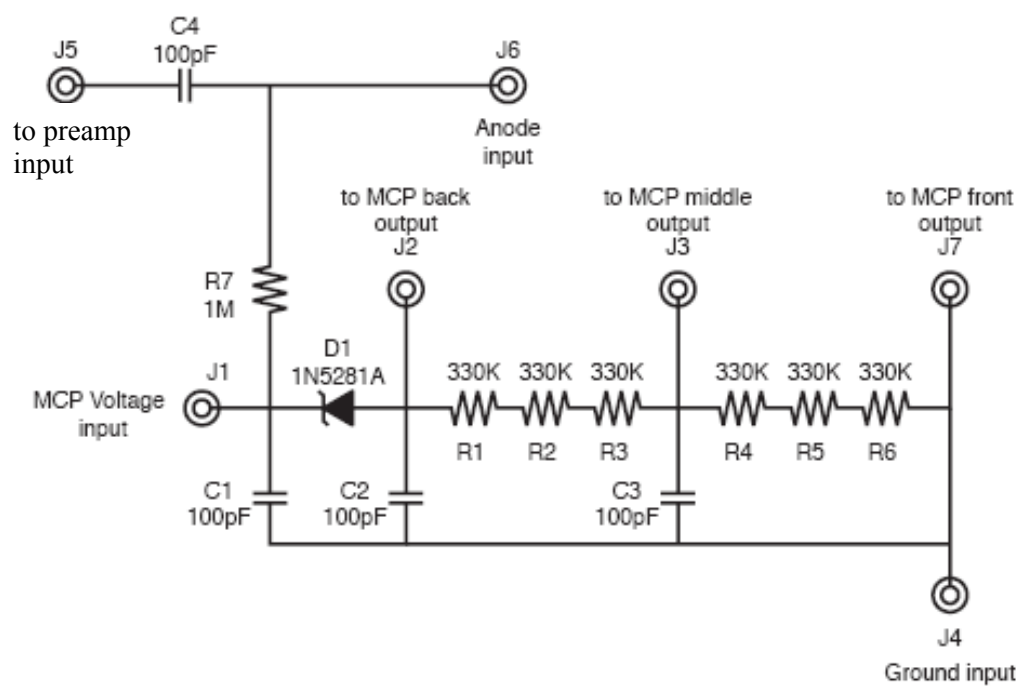 C4
100pF
J5
J6
to preamp
input
Anode
input
to MCP back
output
J2
to MCP middle
output
J3
to MCP front
output
J7
R7
1M
D1
1N5281A
J1
MCP Voltage
input
330K 330K 330K
330K 330K 330K
R1 R2 R3
R4 R5 R6
C1
100pF
C2
100pF
C3
100pF
J4
Ground input